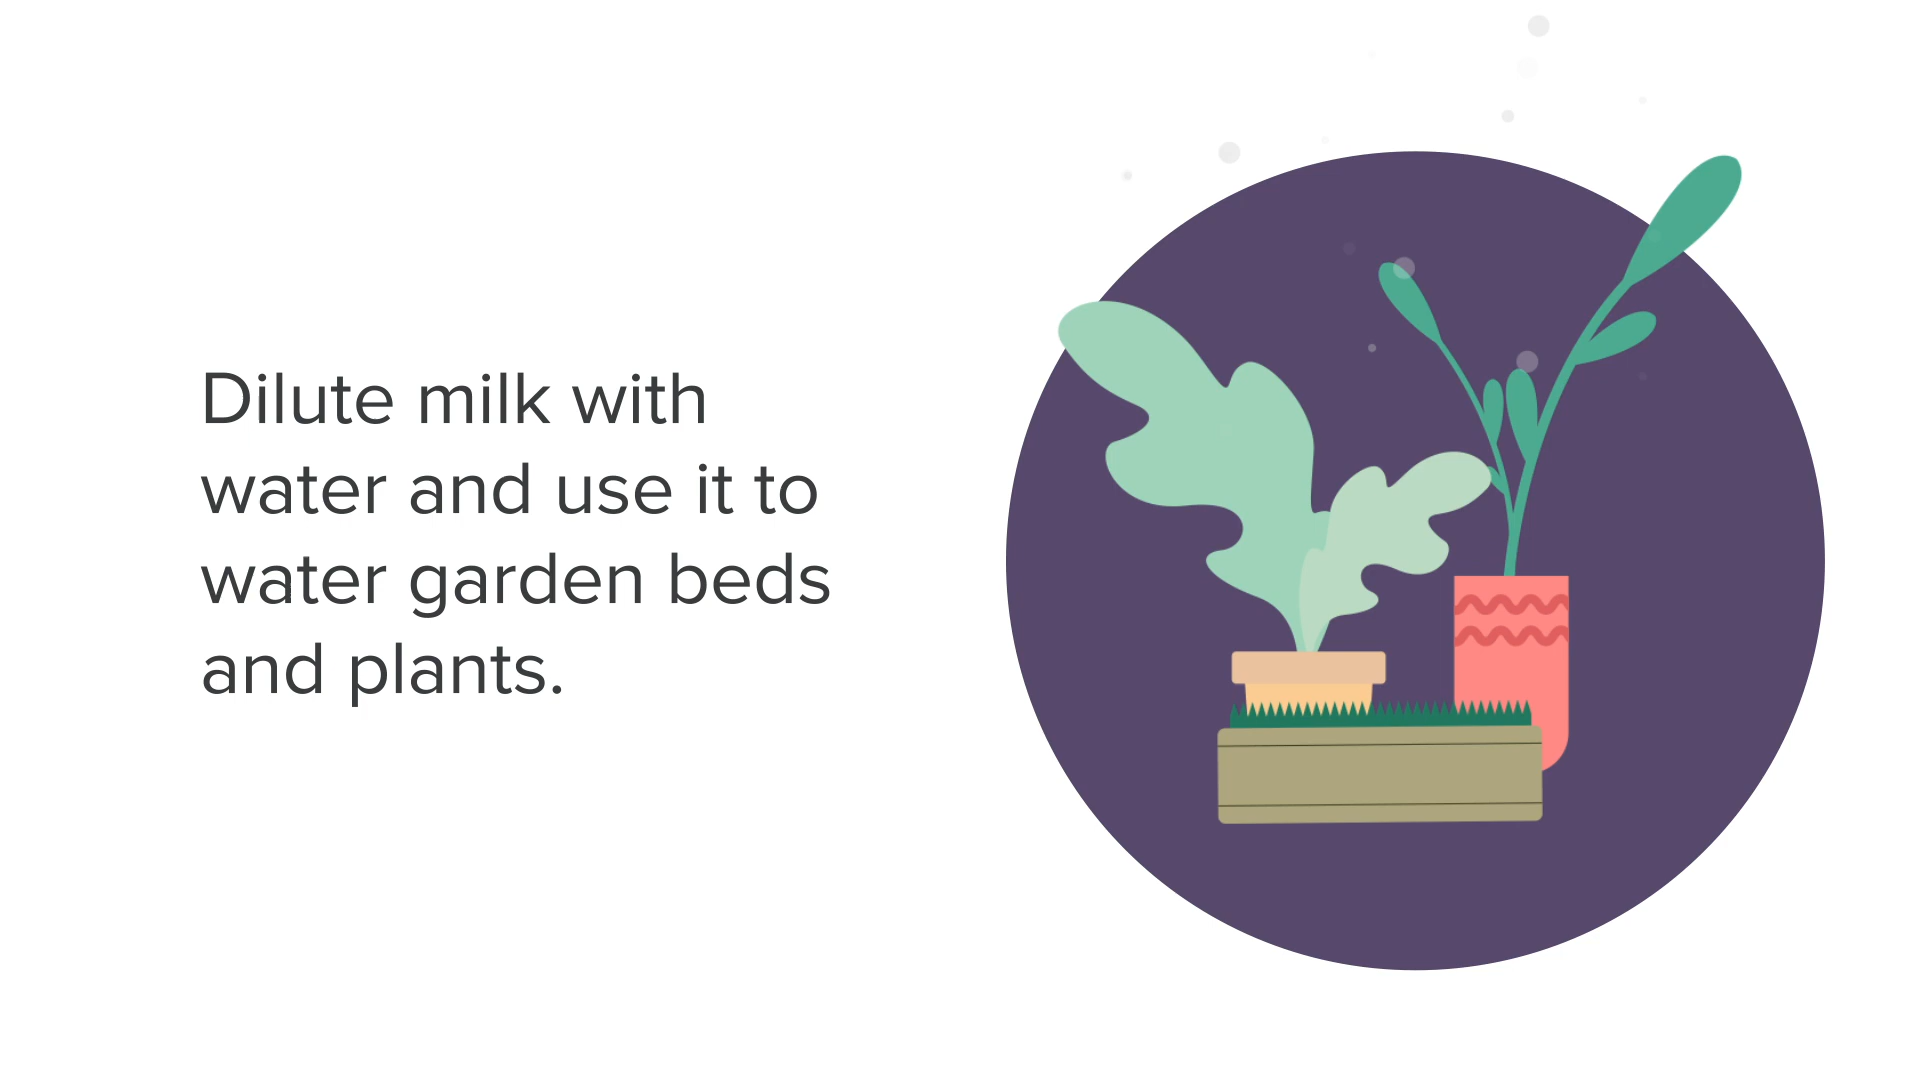 Dilute milk with
water and use it to
water garden beds
and plants.